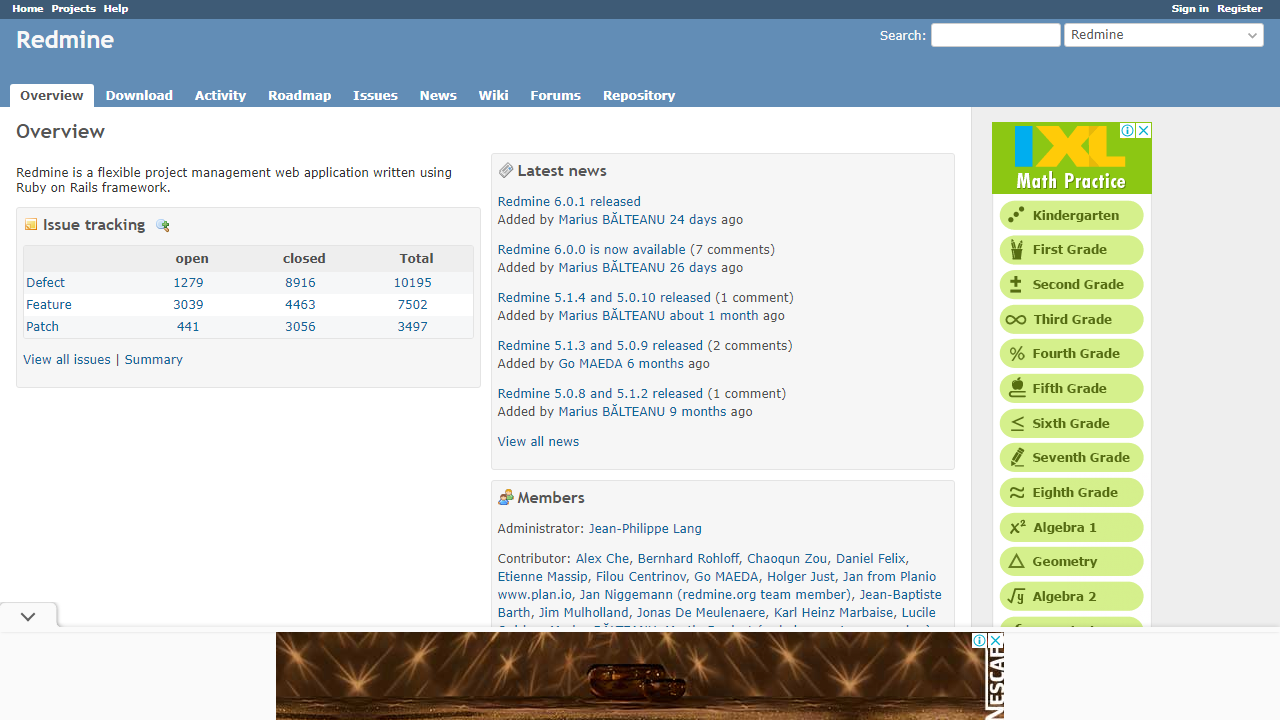 Home Projects Help Sign in Register
Redmine
Search: Redmine
Overview Download Activity Roadmap Issues News Wiki Forums Repository
Overview
Redmine is a flexible project management web application written using
Ruby on Rails framework.
Issue tracking
open closed Total
Defect 1279 8916 10195
Feature 3039 4463 7502
Patch 441 3056 3497
View all issues | Summary
Latest news
Redmine 6.0.1 released
Added by Marius BĂLTEANU 24 days ago
Redmine 6.0.0 is now available (7 comments)
Added by Marius BĂLTEANU 26 days ago
Redmine 5.1.4 and 5.0.10 released (1 comment)
Added by Marius BĂLTEANU about 1 month ago
Redmine 5.1.3 and 5.0.9 released (2 comments)
Added by Go MAEDA 6 months ago
Redmine 5.0.8 and 5.1.2 released (1 comment)
Added by Marius BĂLTEANU 9 months ago
View all news
Members
Administrator: Jean-Philippe Lang
Contributor: Alex Che, Bernhard Rohloff, Chaoqun Zou, Daniel Felix,
Etienne Massip, Filou Centrinov, Go MAEDA, Holger Just, Jan from Planio
www.plan.io, Jan Niggemann (redmine.org team member), Jean-Baptiste
Barth, Jim Mulholland, Jonas De Meulenaere, Karl Heinz Marbaise, Lucile
IXL
Math Practice
Kindergarten
First Grade
Second Grade
Third Grade
Fourth Grade
Fifth Grade
Sixth Grade
Seventh Grade
Eighth Grade
Algebra 1
Geometry
Algebra 2
NESCAF